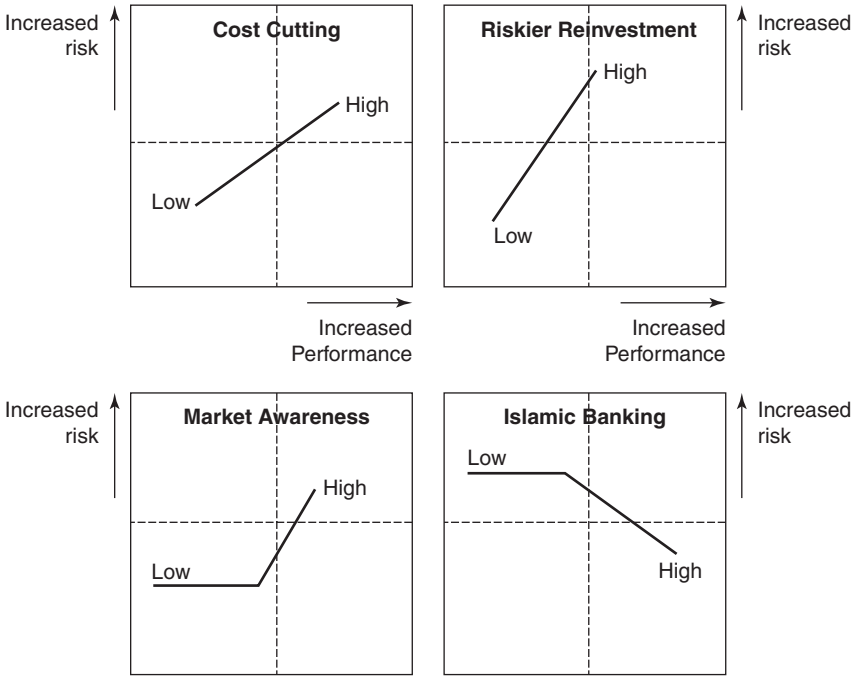 Increased
risk
Cost Cutting
High
Low
Riskier Reinvestment
High
Low
Increased
risk
Increased
Performance
Increased
Performance
Increased
risk
Market Awareness
High
Low
Islamic Banking
Low
High
Increased
risk